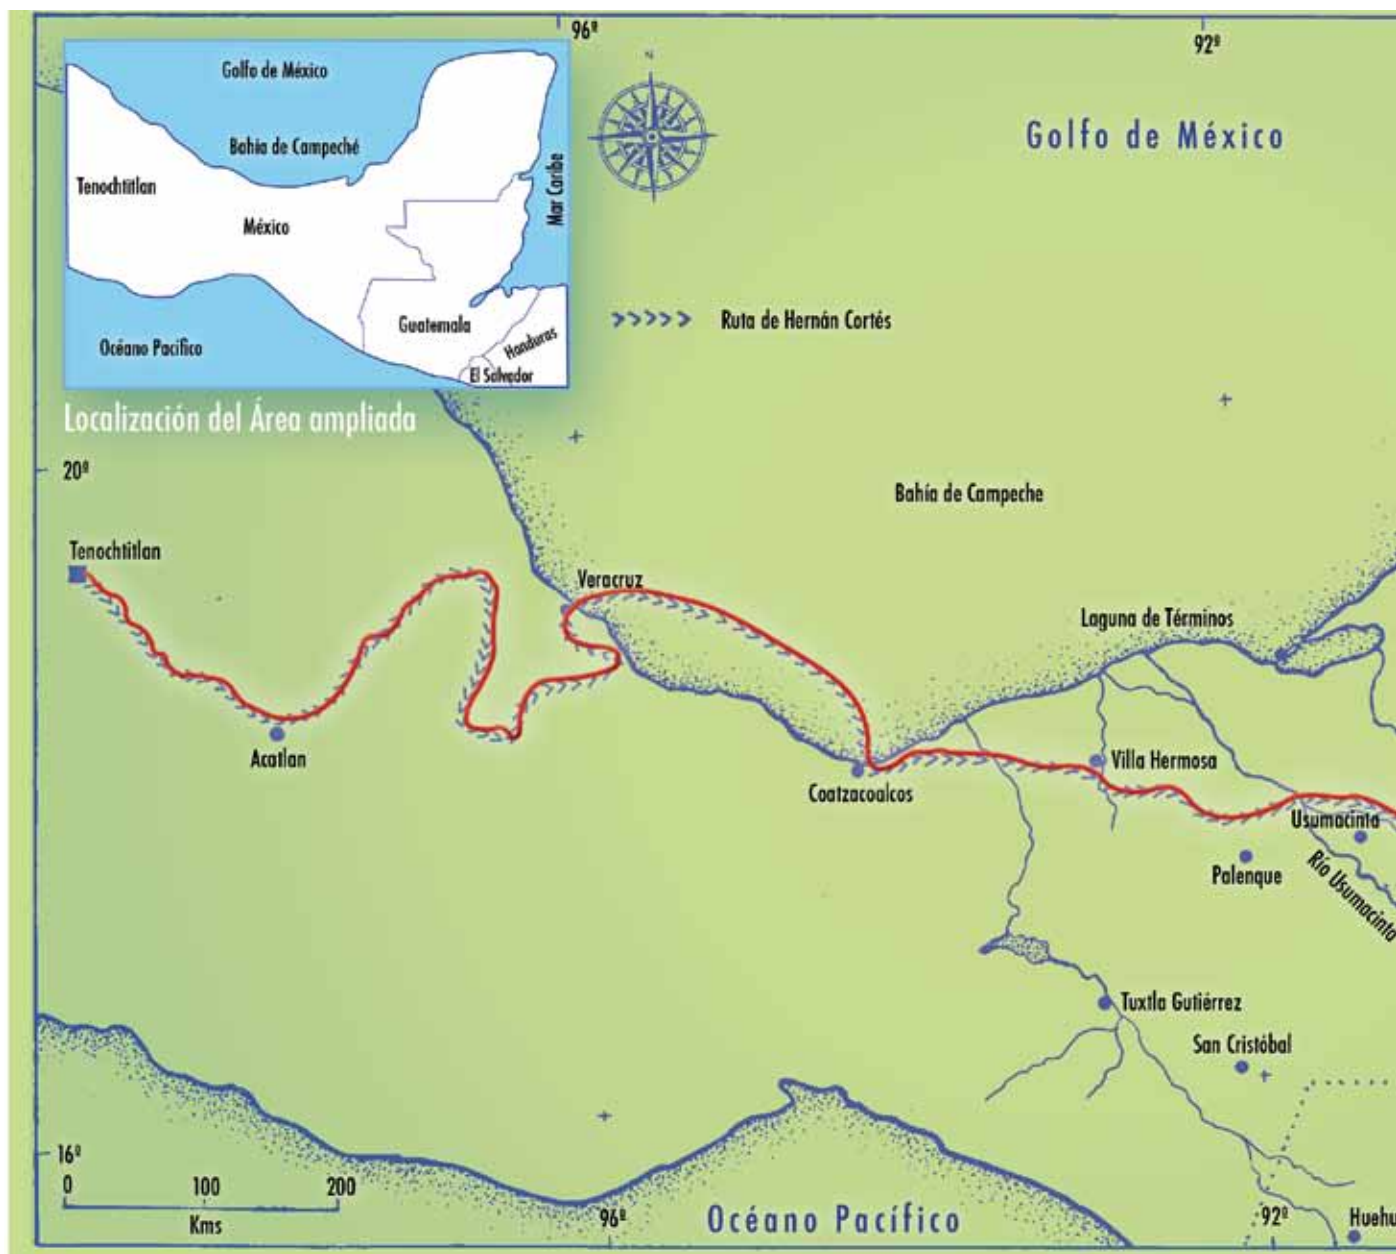 96º
92º
Golfo de México
Bahía de Campeché
Tenochtitlan
México
Mar Caribe
Guatemala
Océano Pacífico
Handuras
El Salvador
Localización del Área ampliada
N
Golfo de México
Ruta de Hernán Cortés
20º
Bahía de Campeche
Tenochtitlan
Veracruz
Laguna de Términos
Acatlan
Villa Hermosa
Coatzacoalcos
Usumacinta
Palenque
Río Usumacinta
Tuxtla Gutiérrez
San Cristóbal
16º
0 100 200
Kms
96º
Océano Pacífico
92º
Huehu